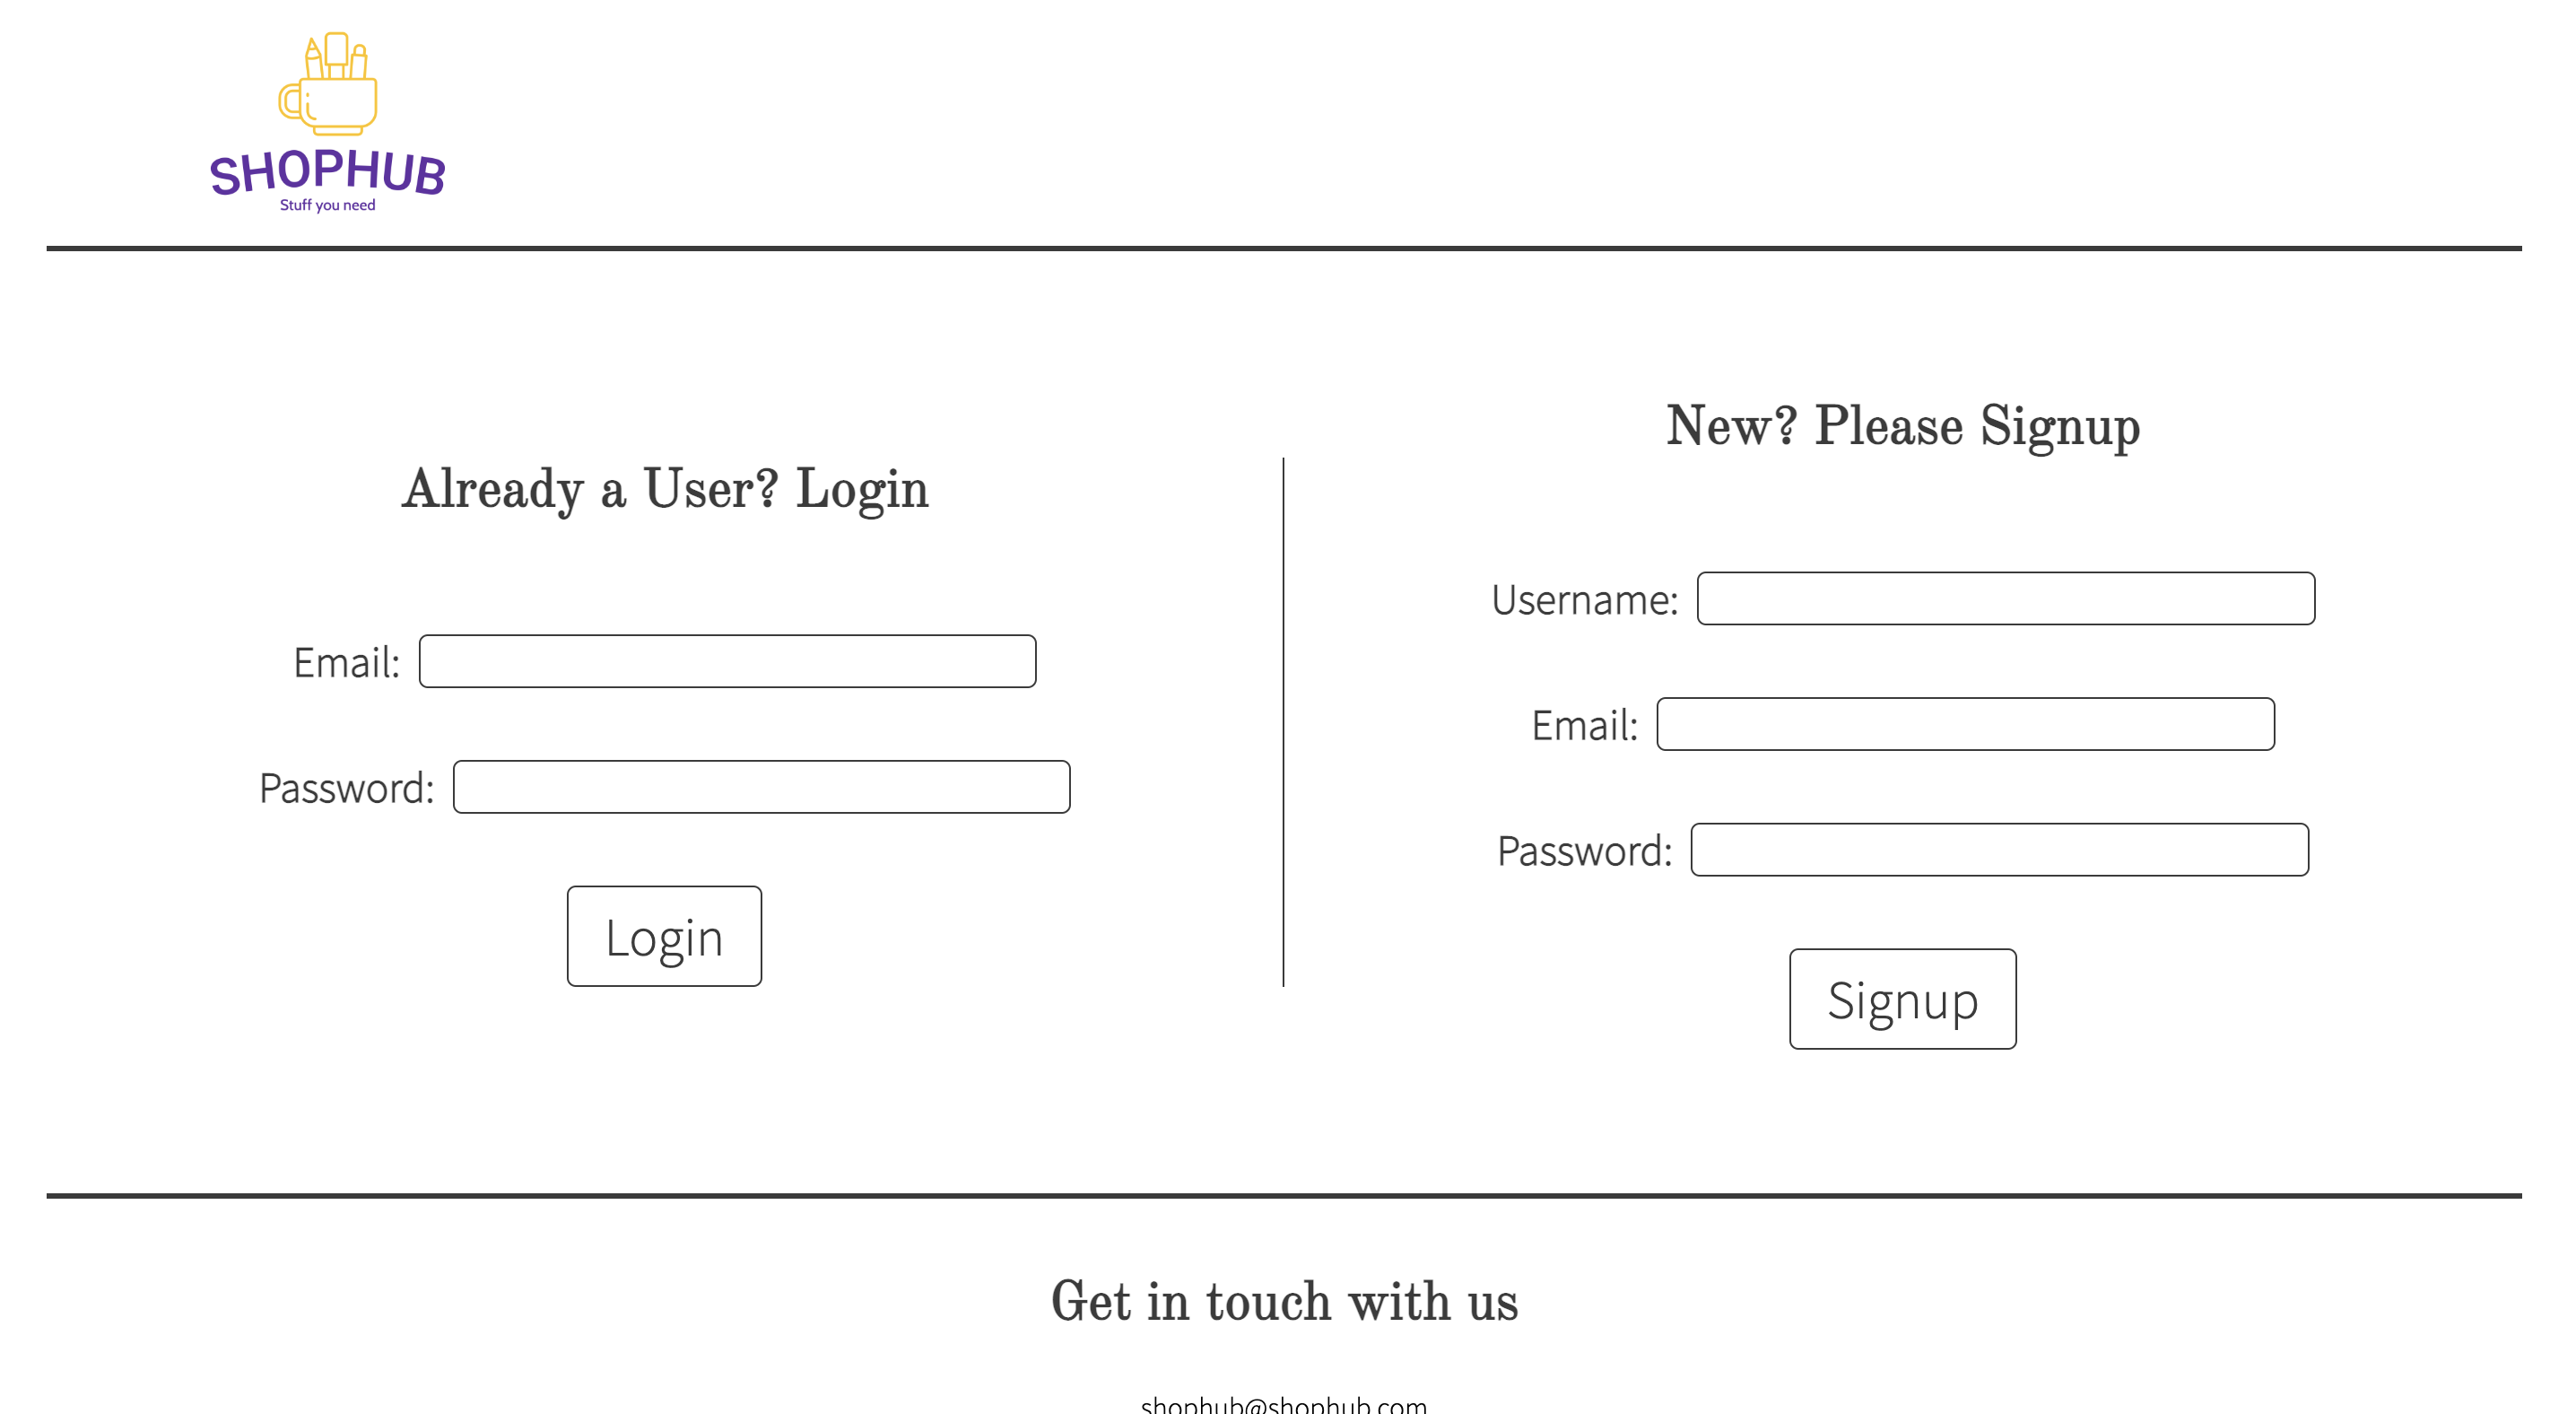 SHOPHUB
Stuff you need
Already a User? Login
Email:
Password:
Login
New? Please Signup
Username:
Email:
Password:
Signup
Get in touch with us
shophub@shophub.com